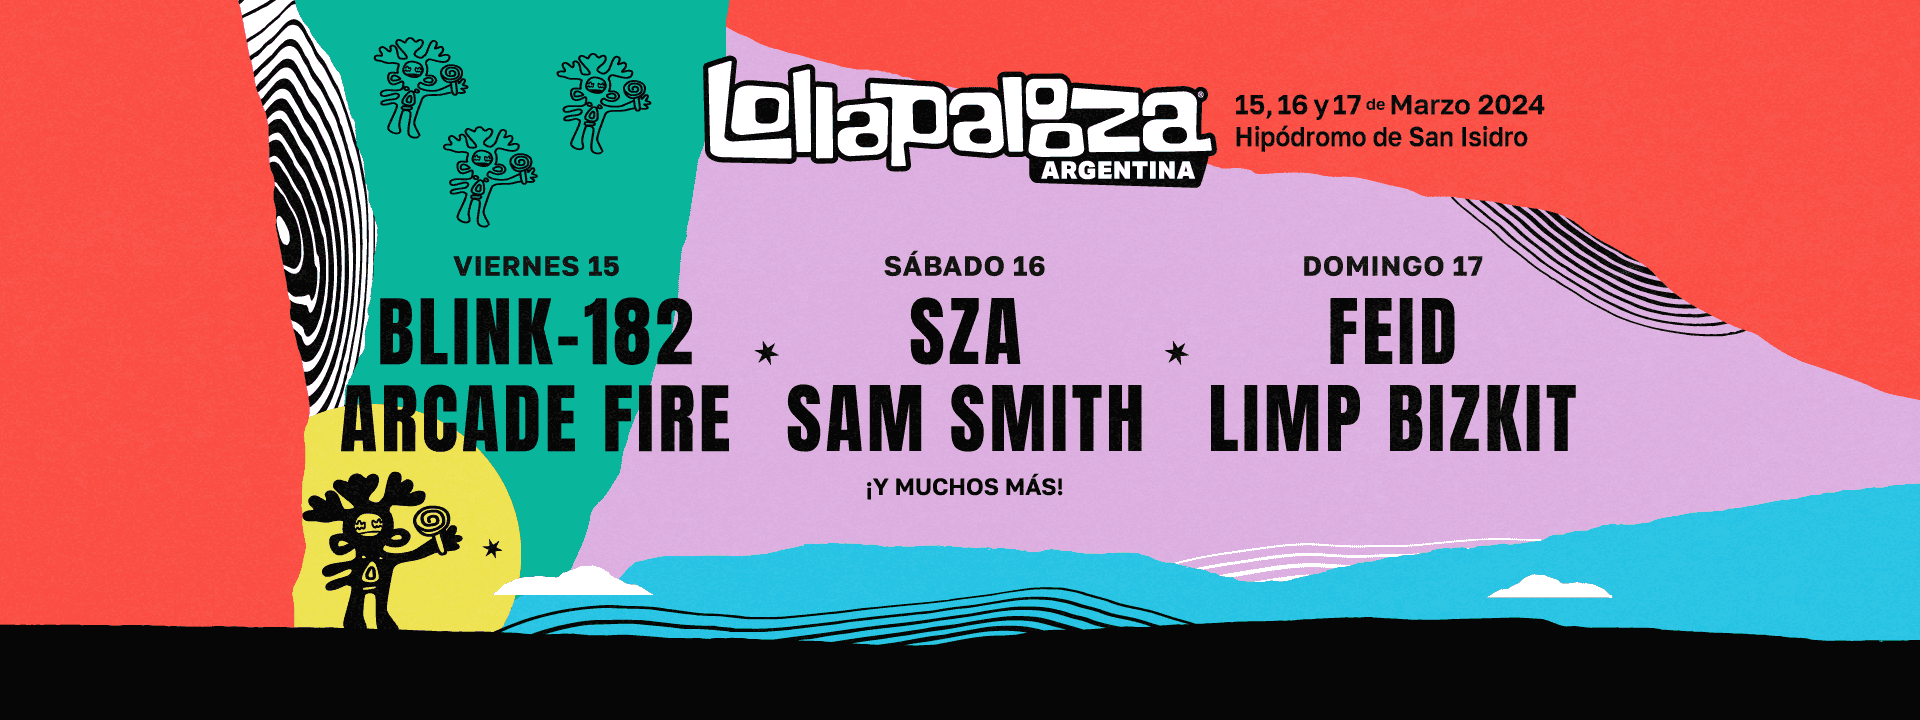 Lollapalooza®
ARGENTINA
15, 16 y 17 de Marzo 2024
Hipódromo de San Isidro
VIERNES 15
BLINK-182
ARCADE FIRE
SÁBADO 16
SZA
SAM SMITH
DOMINGO 17
FEID
LIMP BIZKIT
¡Y MUCHOS MÁS!